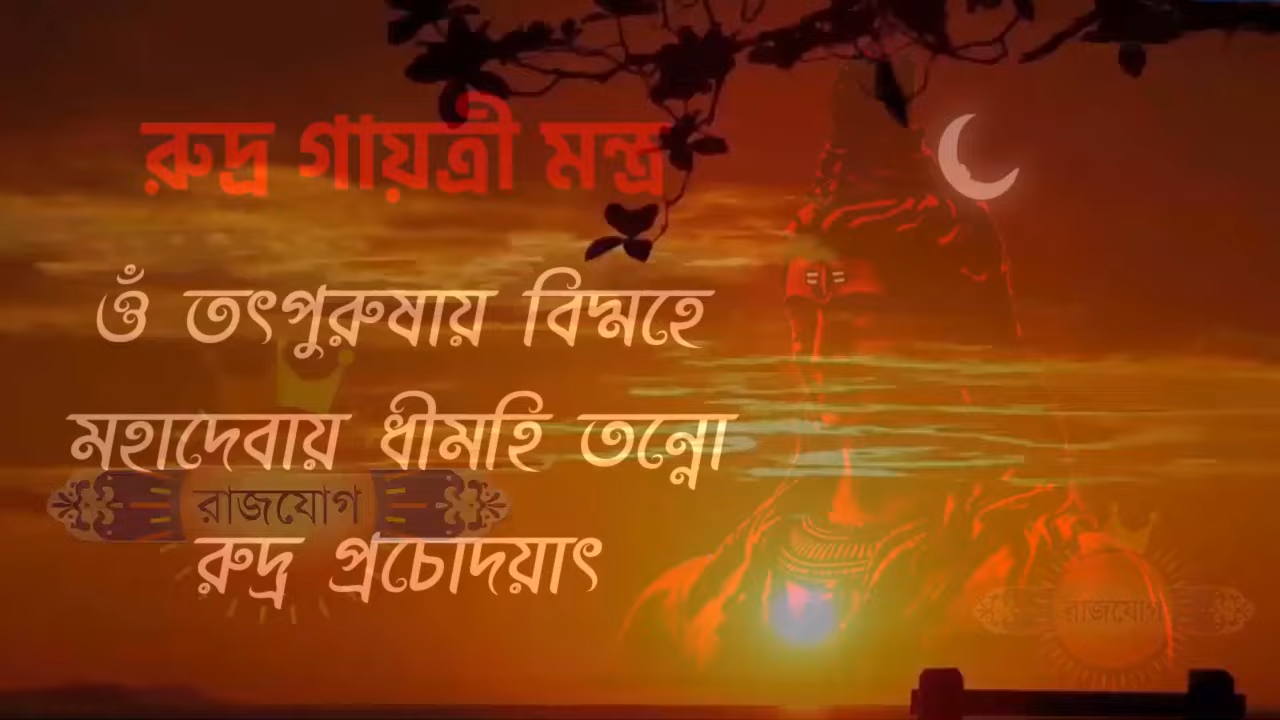 রুদ্র গায়ত্রী মন্ত্র
ওঁ তৎপুরুষায় বিদ্মহে
মহাদেবায় ধীমহি তন্নো
রাজযোগ
রুদ্র প্রচোদয়াৎ
রাজযোগ